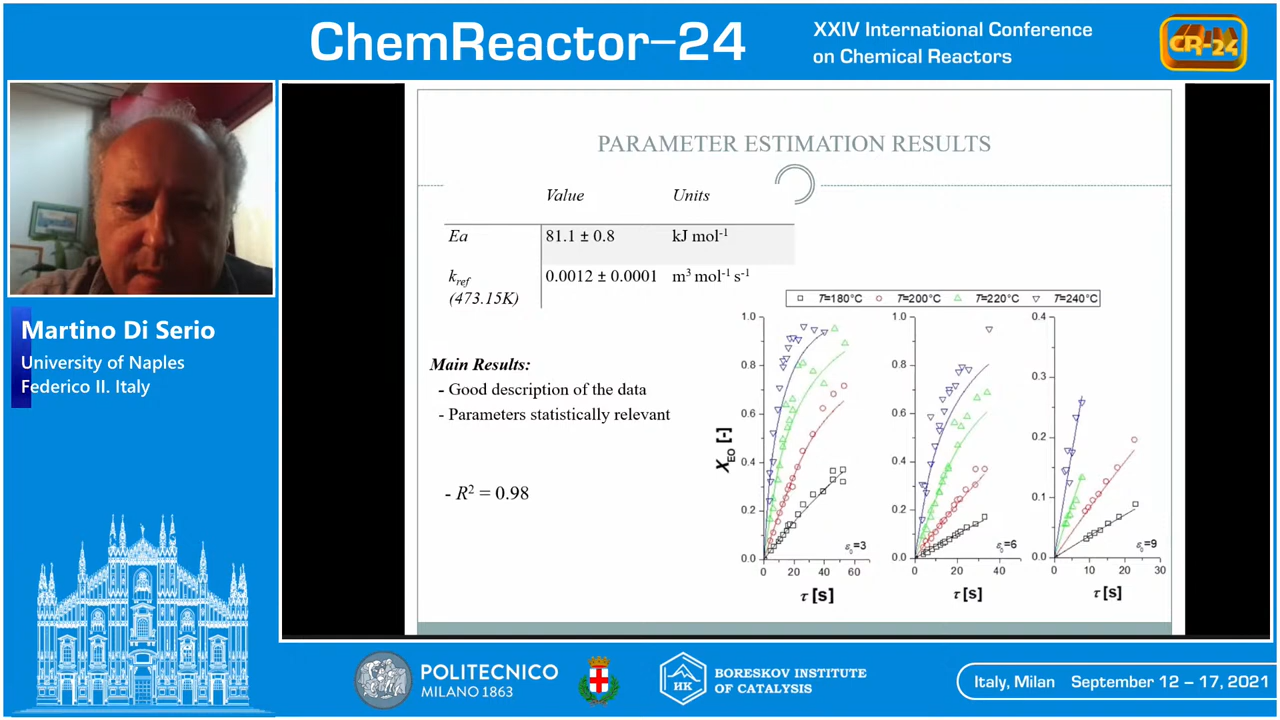 ChemReactor–24
XXIV International Conference
on Chemical Reactors
CR-24
PARAMETER ESTIMATION RESULTS
Value Units
Ea 81.1 ± 0.8 kJ mol-1
kref 0.0012 ± 0.0001 m3 mol-1 s-1
(473.15K)
Main Results:
- Good description of the data
- Parameters statistically relevant
- R2 = 0.98
T=180°C T=200°C T=220°C T=240°C
1.0 1.0 0.4
0.8 0.8
0.3
0.6 0.6
XEO [-]
0.2
0.4 0.4
0.1
0.2 0.2
ε0=3 ε0=6 ε0=9
0.0 0.0 0.0
0 20 40 60 0 20 40 0 10 20 30
τ [s] τ [s] τ [s]
Martino Di Serio
University of Naples
Federico II. Italy
POLITECNICO
MILANO 1863
НК
BORESKOV INSTITUTE
OF CATALYSIS
Italy, Milan September 12 – 17, 2021